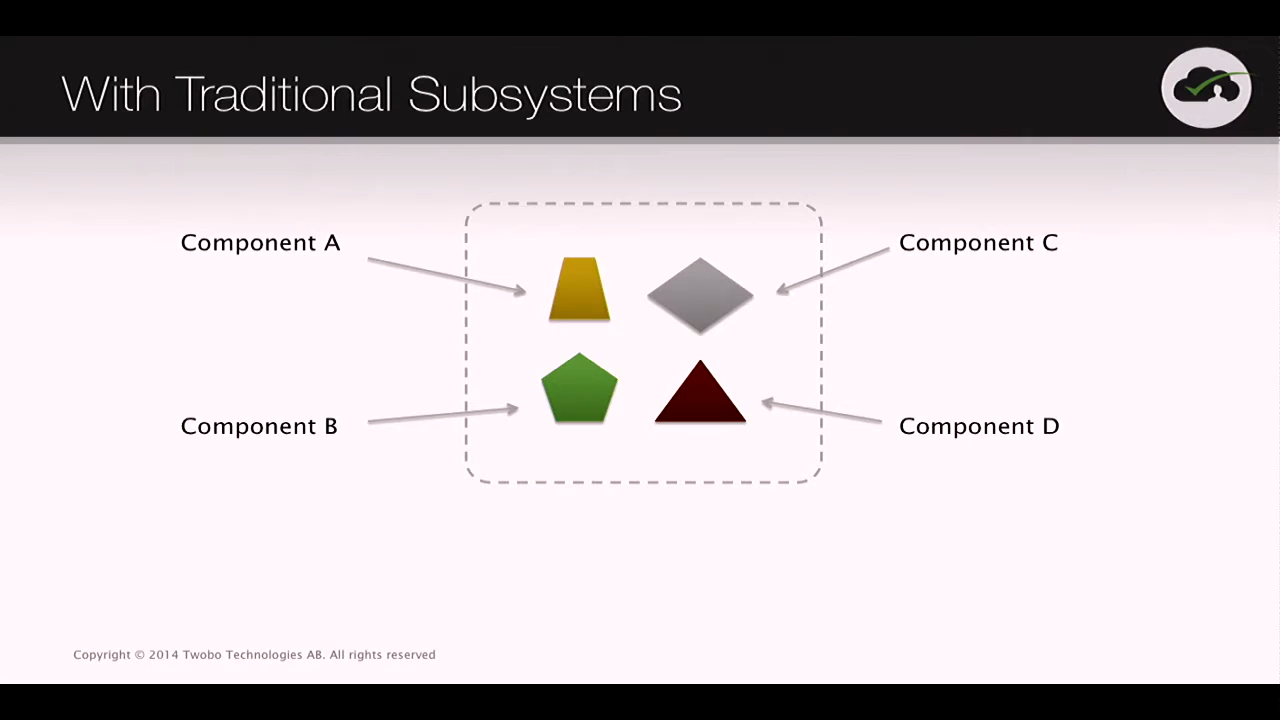 With Traditional Subsystems
Component A
Component C
Component B
Component D
Copyright © 2014 Twobo Technologies AB. All rights reserved